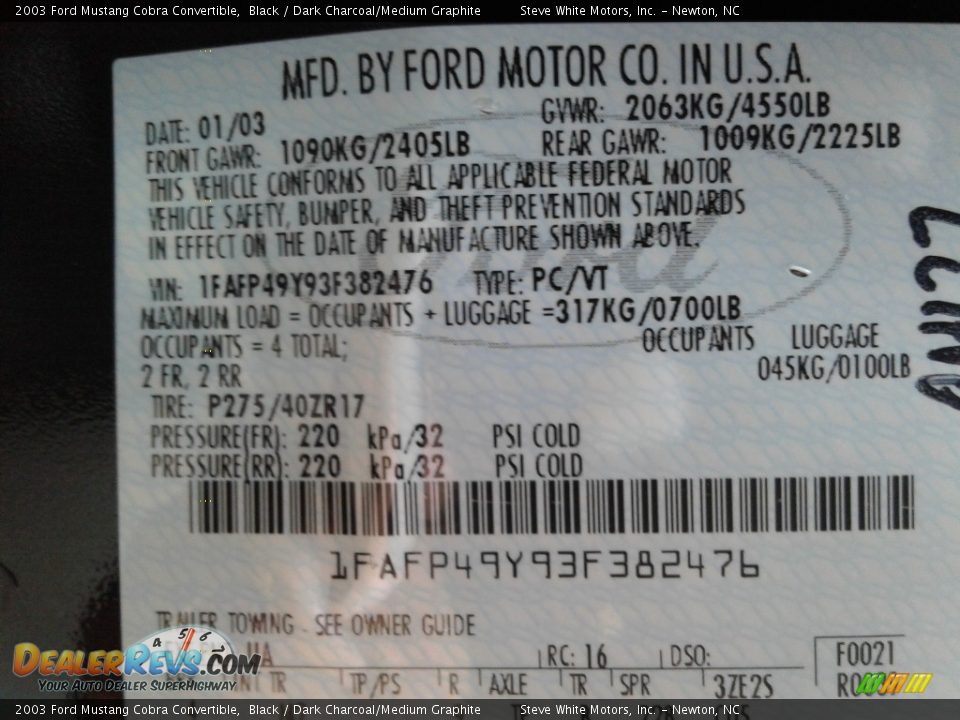 2003 Ford Mustang Cobra Convertible, Black / Dark Charcoal/Medium Graphite Steve White Motors, Inc. - Newton, NC
MFD. BY FORD MOTOR CO. IN U.S.A.
DATE: 01/03 GVWR: 2063KG/4550LB
FRONT GAWR: 1090KG/2405LB REAR GAWR: 1009KG/2225LB
THIS VEHICLE CONFORMS TO ALL APPLICABLE FEDERAL MOTOR
VEHICLE SAFETY, BUMPER, AND THEFT PREVENTION STANDARDS
IN EFFECT ON THE DATE OF MANUFACTURE SHOWN ABOVE.
VIN: 1FAFP49Y93F382476 TYPE: PC/VT
MAXIMUM LOAD = OCCUPANTS + LUGGAGE =317KG/0700LB
OCCUPANTS = 4 TOTAL; OCCUPANTS LUGGAGE
2 FR, 2 RR 045KG/0100LB
TIRE: P275/40ZR17
PRESSURE(FR): 220 kPa/32 PSI COLD
PRESSURE(RR): 220 kPa/32 PSI COLD
1FAFP49Y93F382476
TRAILER TOWING - SEE OWNER GUIDE
UA RC: 16 DSO: F0021
TR TP/PS R AXLE TR SPR 3ZE2S
4 5 6
DEALERREVS.COM
YOUR AUTO DEALER SUPERHIGHWAY
2003 Ford Mustang Cobra Convertible, Black / Dark Charcoal/Medium Graphite Steve White Motors, Inc. - Newton, NC